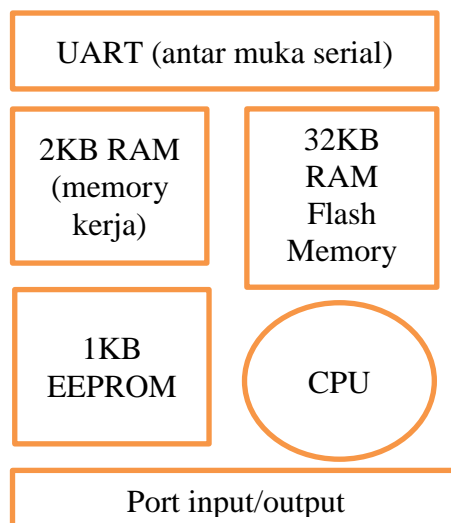 UART (antar muka serial)
2KB RAM
(memory
kerja)
32KB
RAM
Flash
Memory
1KB
EEPROM
CPU
Port input/output